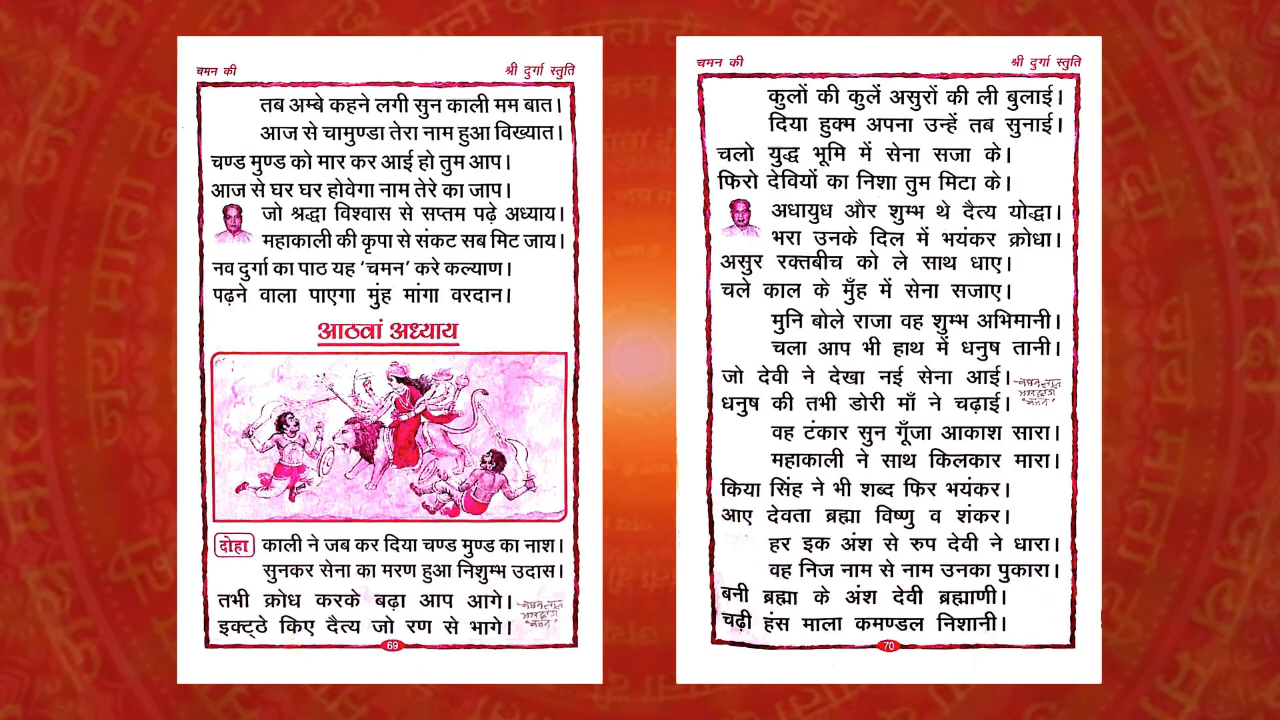 चमन की श्री दुर्गा स्तुति
तब अम्बे कहने लगी सुन काली मम बात।
आज से चामुण्डा तेरा नाम हुआ विख्यात।
चण्ड मुण्ड को मार कर आई हो तुम आप।
आज से घर घर होवेगा नाम तेरे का जाप।
जो श्रद्धा विश्वास से सप्तम पढ़े अध्याय।
महाकाली की कृपा से संकट सब मिट जाय।
नव दुर्गा का पाठ यह ‘चमन’ करे कल्याण।
पढ़ने वाला पाएगा मुंह मांगा वरदान।
आठवां अध्याय
दोहा काली ने जब कर दिया चण्ड मुण्ड का नाश।
सुनकर सेना का मरण हुआ निशुम्भ उदास।
तभी क्रोध करके बढ़ा आप आगे।
इक्ट्ठे किए दैत्य जो रण से भागे।
69
चमन की श्री दुर्गा स्तुति
कुलों की कुलें असुरों की ली बुलाई।
दिया हुक्म अपना उन्हें तब सुनाई।
चलो युद्ध भूमि में सेना सजा के।
फिरो देवियों का निशा तुम मिटा के।
अधायुध और शुम्भ थे दैत्य योद्धा।
भरा उनके दिल में भयंकर क्रोधा।
असुर रक्तबीच को ले साथ धाए।
चले काल के मुँह में सेना सजाए।
मुनि बोले राजा वह शुम्भ अभिमानी।
चला आप भी हाथ में धनुष तानी।
जो देवी ने देखा नई सेना आई।
धनुष की तभी डोरी माँ ने चढ़ाई।
वह टंकार सुन गूँजा आकाश सारा।
महाकाली ने साथ किलकार मारा।
किया सिंह ने भी शब्द फिर भयंकर।
आए देवता ब्रह्मा विष्णु व शंकर।
हर इक अंश से रुप देवी ने धारा।
वह निज नाम से नाम उनका पुकारा।
बनी ब्रह्मा के अंश देवी ब्रह्माणी।
चढ़ी हंस माला कमण्डल निशानी।
70